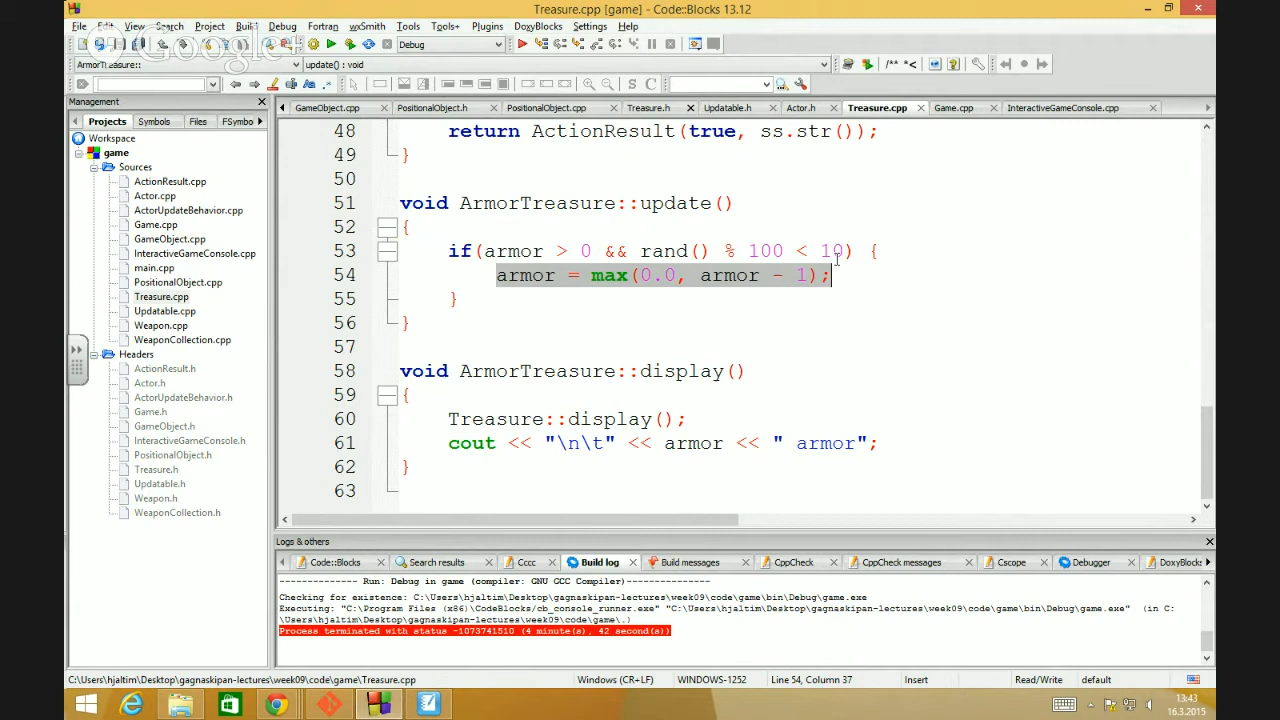 Treasure.cpp [game] - Code::Blocks 13.12
File Edit View Search Project Build Debug Fortran wxSmith Tools Tools+ Plugins DoxyBlocks Settings Help
Google+
Debug
ArmorTreasure:: update() : void
/** *<
S C
Management
GameObject.cpp PositionalObject.h PositionalObject.cpp Treasure.h Updatable.h Actor.h Treasure.cpp Game.cpp InteractiveGameConsole.cpp
Projects Symbols Files FSymbo
Workspace
game
Sources
ActionResult.cpp
Actor.cpp
ActorUpdateBehavior.cpp
Game.cpp
GameObject.cpp
InteractiveGameConsole.cpp
main.cpp
PositionalObject.cpp
Treasure.cpp
Updatable.cpp
Weapon.cpp
WeaponCollection.cpp
Headers
ActionResult.h
Actor.h
ActorUpdateBehavior.h
Game.h
GameObject.h
InteractiveGameConsole.h
PositionalObject.h
Treasure.h
Updatable.h
Weapon.h
WeaponCollection.h
48 return ActionResult(true, ss.str());
49 }
50
51 void ArmorTreasure::update()
52 {
53 if(armor > 0 && rand() % 100 < 10) {
54 armor = max(0.0, armor - 1);
55 }
56 }
57
58 void ArmorTreasure::display()
59 {
60 Treasure::display();
61 cout << "\n\t" << armor << " armor";
62 }
63
Logs & others
Code::Blocks Search results Cccc Build log Build messages CppCheck CppCheck messages Cscope Debugger DoxyBlocks
-------------- Run: Debug in game (compiler: GNU GCC Compiler)---------------
Checking for existence: C:\Users\hjaltim\Desktop\gagnaskipan-lectures\week09\code\game\bin\Debug\game.exe
Executing: "C:\Program Files (x86)\CodeBlocks/cb_console_runner.exe" "C:\Users\hjaltim\Desktop\gagnaskipan-lectures\week09\code\game\bin\Debug\game.exe" (in C:
\Users\hjaltim\Desktop\gagnaskipan-lectures\week09\code\game\.)
Process terminated with status -1073741510 (4 minute(s), 42 second(s))
C:\Users\hjaltim\Desktop\gagnaskipan-lectures\week09\code\game\Treasure.cpp Windows (CR+LF) WINDOWS-1252 Line 54, Column 37 Insert Read/Write default
13:43
16.3.2015